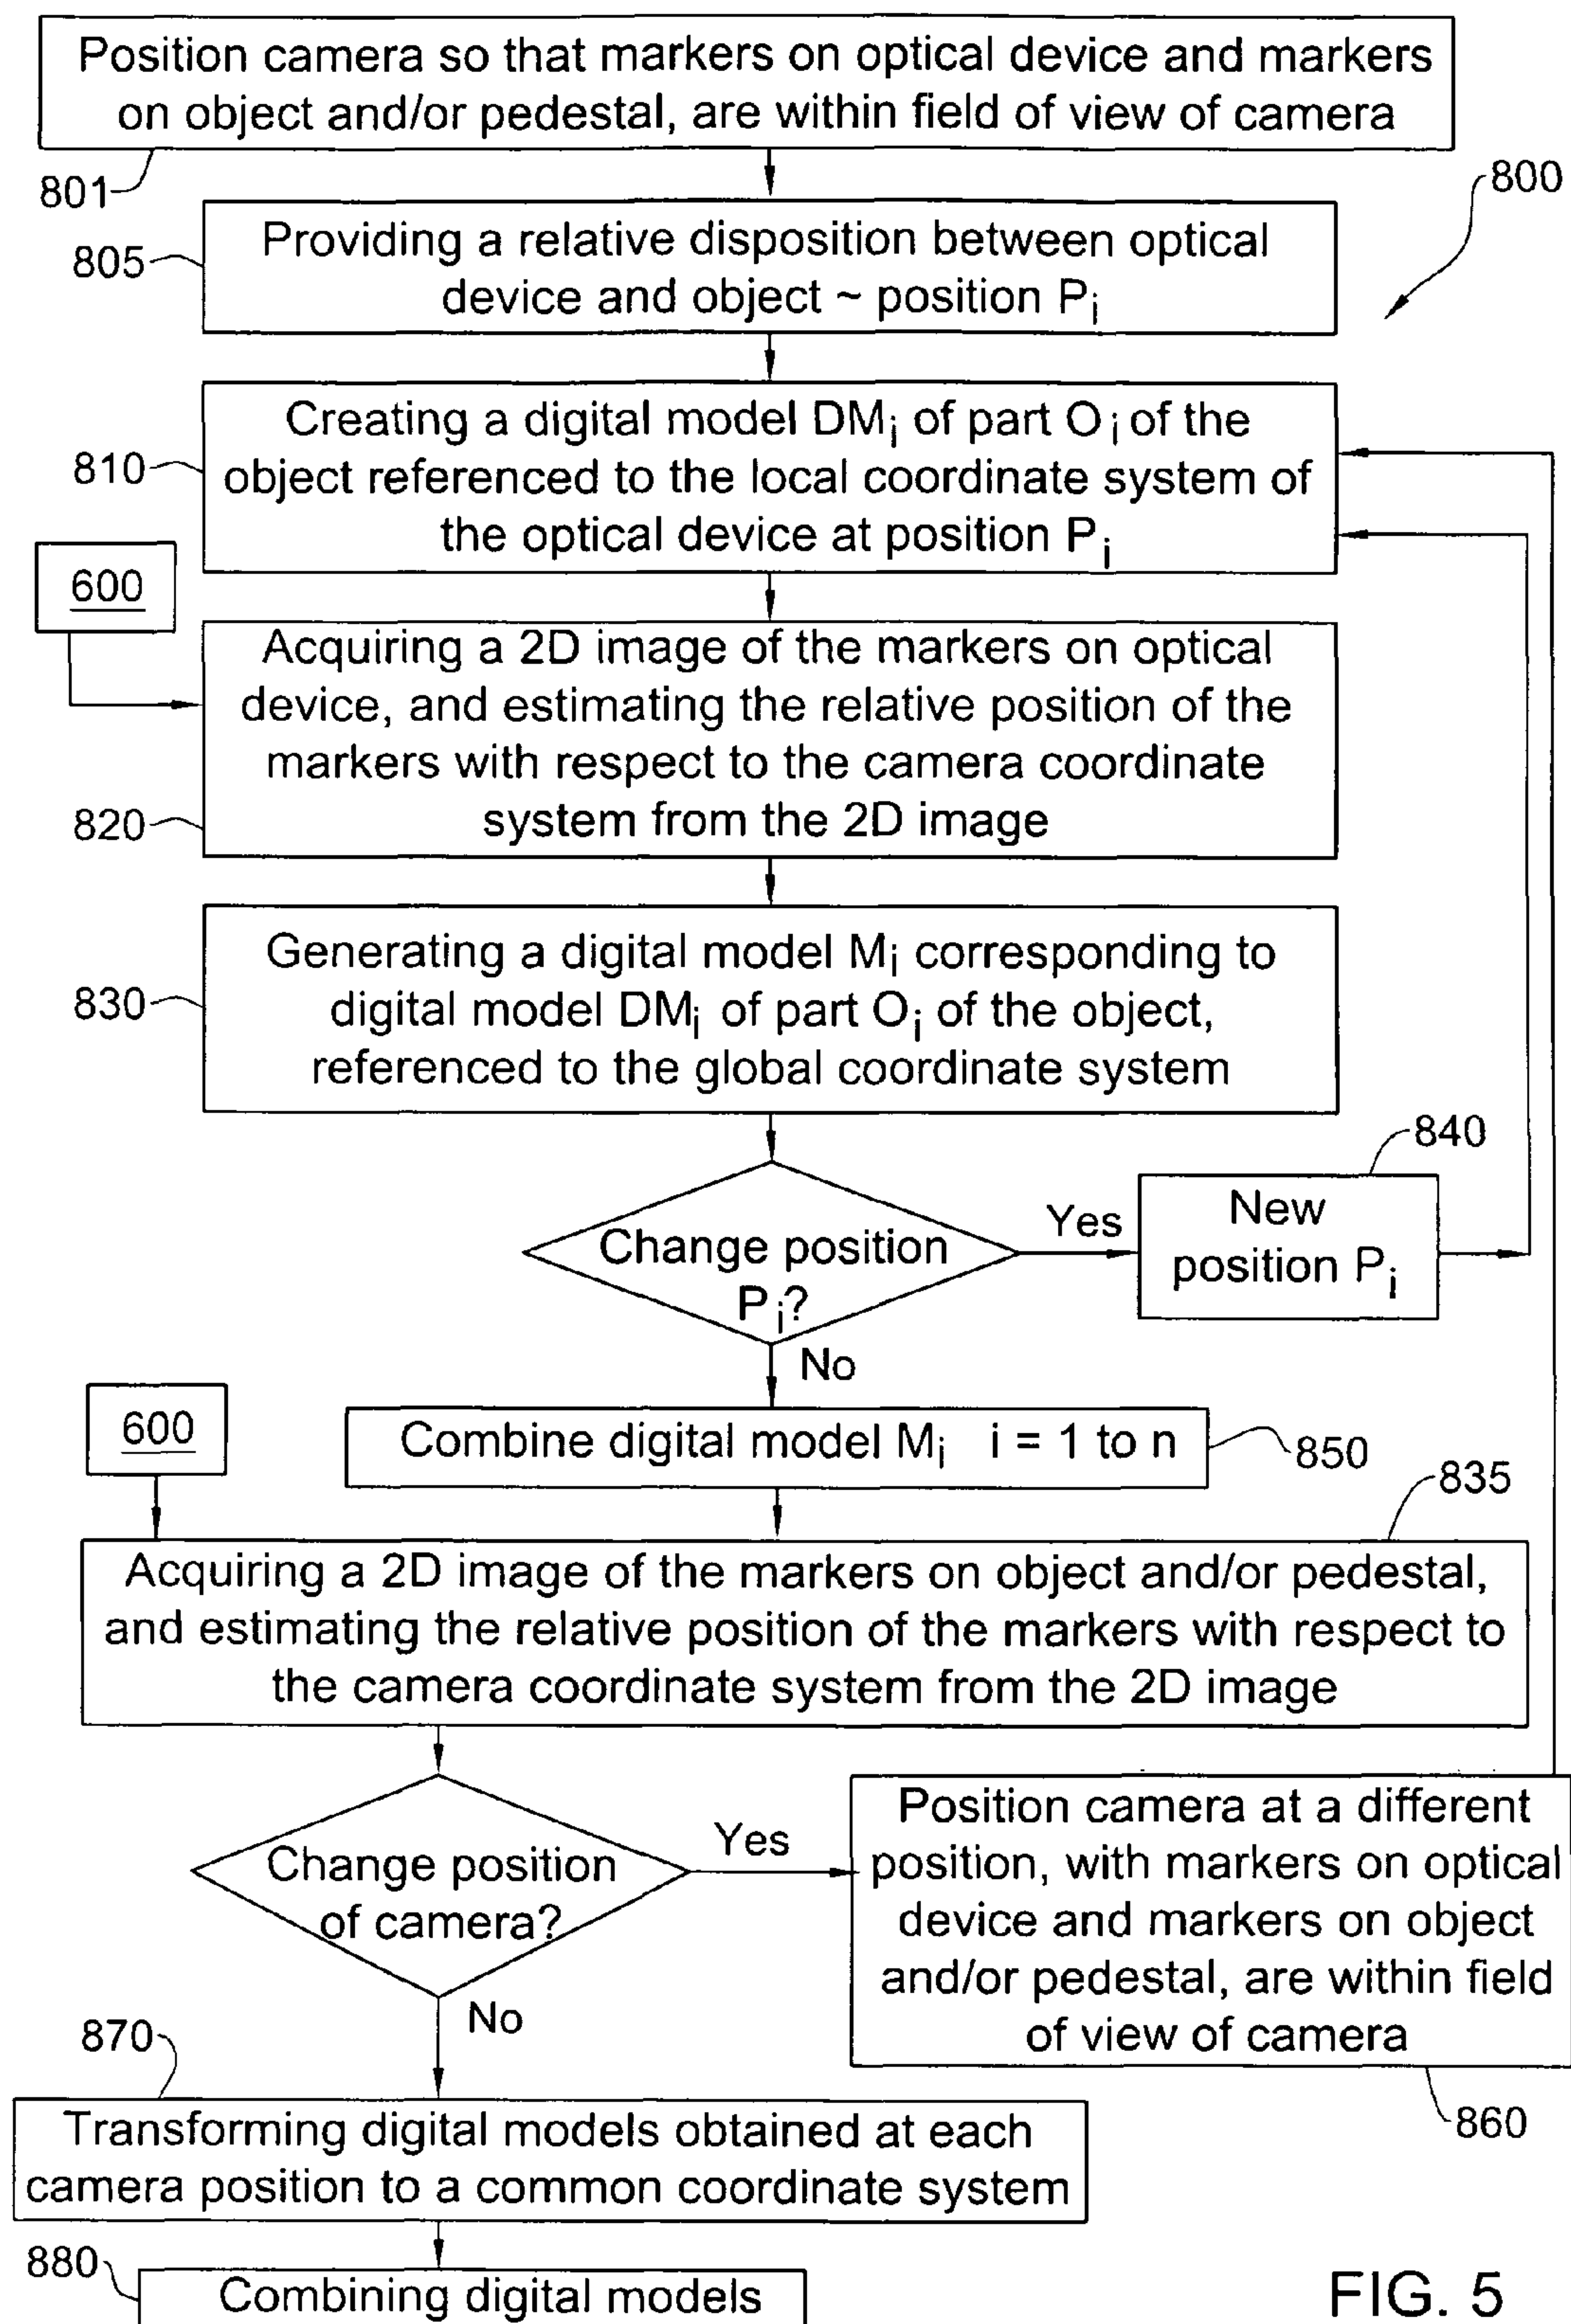 Position camera so that markers on optical device and markers
on object and/or pedestal, are within field of view of camera
801
800
805
Providing a relative disposition between optical
device and object ~ position Pi
810
Creating a digital model DMi of part Oi of the
object referenced to the local coordinate system of
the optical device at position Pi
600
820
Acquiring a 2D image of the markers on optical
device, and estimating the relative position of the
markers with respect to the camera coordinate
system from the 2D image
830
Generating a digital model Mi corresponding to
digital model DMi of part Oi of the object,
referenced to the global coordinate system
840
Change position
Pi?
Yes
New
position Pi
No
600
Combine digital model Mi i = 1 to n
850
835
Acquiring a 2D image of the markers on object and/or pedestal,
and estimating the relative position of the markers with respect to
the camera coordinate system from the 2D image
Change position
of camera?
Yes
Position camera at a different
position, with markers on optical
device and markers on object
and/or pedestal, are within field
of view of camera
860
No
870
Transforming digital models obtained at each
camera position to a common coordinate system
880
Combining digital models
FIG. 5